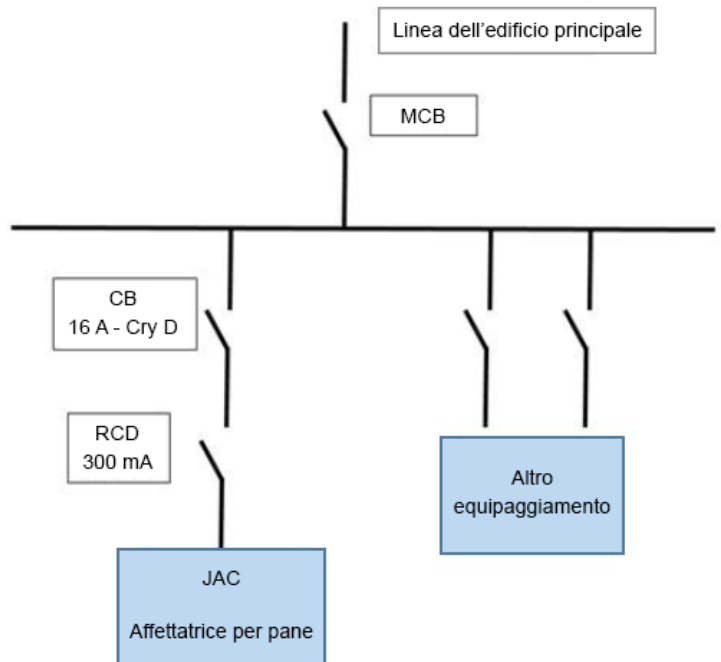 Linea dell'edificio principale
MCB
CB
16 A - Cry D
RCD
300 mA
Altro
equipaggiamento
JAC
Affettatrice per pane